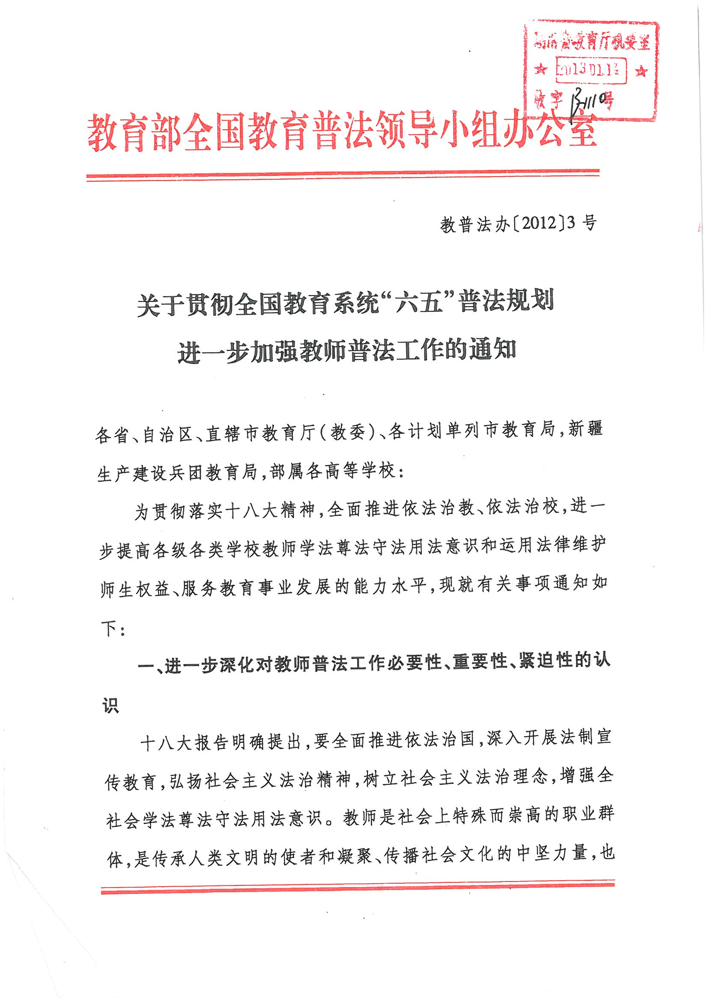 教育厅机要室
收字 号
教育部全国教育普法领导小组办公室
教普法办〔2012〕3 号
关于贯彻全国教育系统“六五”普法规划
进一步加强教师普法工作的通知
各省、自治区、直辖市教育厅(教委)、各计划单列市教育局,新疆
生产建设兵团教育局,部属各高等学校:
为贯彻落实十八大精神,全面推进依法治教、依法治校,进一
步提高各级各类学校教师学法尊法守法用法意识和运用法律维护
师生权益、服务教育事业发展的能力水平,现就有关事项通知如
下:
一、进一步深化对教师普法工作必要性、重要性、紧迫性的认
识
十八大报告明确提出,要全面推进依法治国,深入开展法制宣
传教育,弘扬社会主义法治精神,树立社会主义法治理念,增强全
社会学法尊法守法用法意识。教师是社会上特殊而崇高的职业群
体,是传承人类文明的使者和凝聚、传播社会文化的中坚力量,也